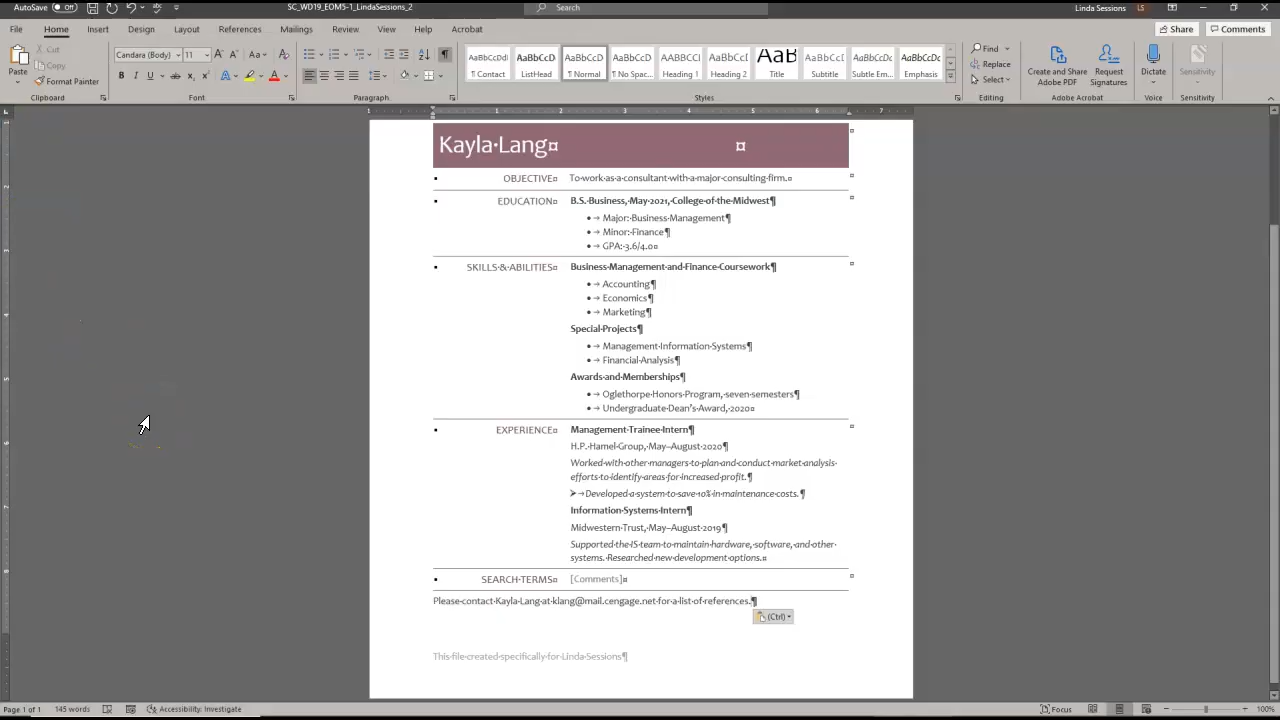 AutoSave Off
SC_WD19_EOM5-1_LindaSessions_2
Search
Linda Sessions LS
File Home Insert Draw Design Layout References Mailings Review View Help Acrobat
Share Comments
Paste
Cut
Copy
Format Painter
Candara (Body) 11
AaBbCcDc AaBbCcD AaBbCcD AaBbCcD AABBCCI AaBbCcI AaBbCcD AaBbCcDc AaBbCcDc
¶ Contact ListHead ¶ Normal ¶ No Spac... Heading 1 Heading 2 Title Subtitle Subtle Em... Emphasis
Find
Replace
Select
Create and Share Adobe PDF
Request Signatures
Dictate
Sensitivity
Clipboard Font Paragraph Styles Editing Adobe Acrobat Voice Sensitivity
Kayla·Lang¤ ¤
OBJECTIVE¤ To·work·as·a·consultant·with·a·major·consulting·firm.¤
EDUCATION¤ B.S.·Business,·May·2021,·College·of·the·Midwest¶
•→Major:·Business·Management¶
•→Minor:·Finance¶
•→GPA:·3.6/4.0¤
SKILLS·&·ABILITIES¤ Business·Management·and·Finance·Coursework¶
•→Accounting¶
•→Economics¶
•→Marketing¶
Special·Projects¶
•→Management·Information·Systems¶
•→Financial·Analysis¶
Awards·and·Memberships¶
•→Oglethorpe·Honors·Program,·seven·semesters¶
•→Undergraduate·Dean's·Award,·2020¤
EXPERIENCE¤ Management·Trainee·Intern¶
H.P.·Hamel·Group,·May–August·2020¶
Worked·with·other·managers·to·plan·and·conduct·market·analysis·
efforts·to·identify·areas·for·increased·profit.¶
➤→Developed·a·system·to·save·10%·in·maintenance·costs.·¶
Information·Systems·Intern¶
Midwestern·Trust,·May–August·2019¶
Supported·the·IS·team·to·maintain·hardware,·software,·and·other·
systems.·Researched·new·development·options.¤
SEARCH·TERMS¤ [Comments]¤
Please·contact·Kayla·Lang·at·klang@mail.cengage.net·for·a·list·of·references.¶
(Ctrl)
This·file·created·specifically·for·Linda·Sessions¶
Page 1 of 1 145 words Accessibility: Investigate Focus 100%